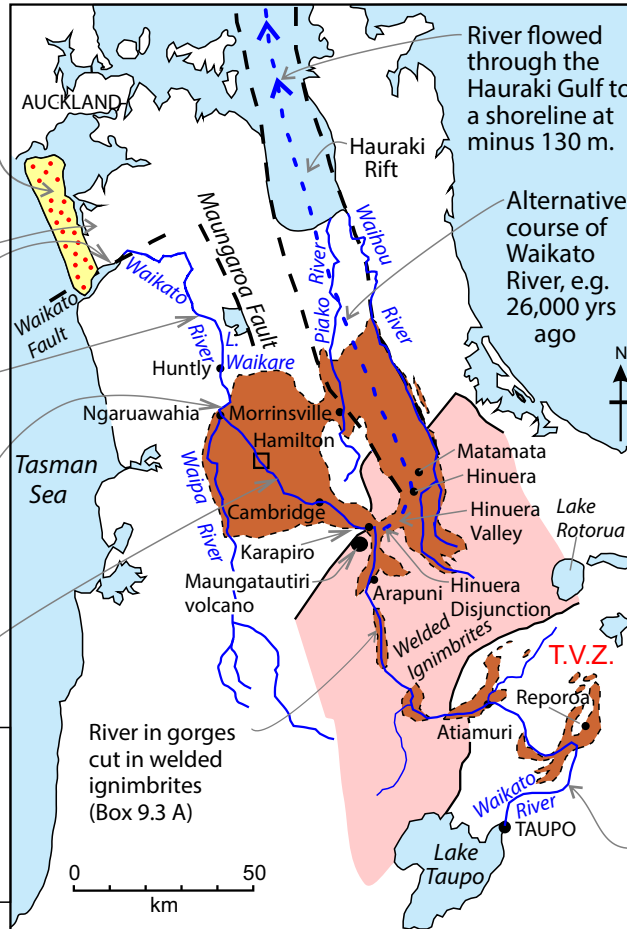 River flowed
through the
Hauraki Gulf to
a shoreline at
minus 130 m.
AUCKLAND
Hauraki
Rift
Alternative
course of
Waikato
River, e.g.
26,000 yrs
ago
Maungaroa Fault
Waihou
River
Piako River
Waikato
River
Waikato
Fault
L.
Waikare
N
Huntly
Ngaruawahia
Morrinsville
Hamilton
Matamata
Hinuera
Tasman
Sea
Waipa
River
Cambridge
Hinuera
Valley
Lake
Rotorua
Karapiro
Maungatautiri
volcano
Arapuni
Hinuera
Disjunction
Welded
Ignimbrites
T.V.Z.
Reporoa
Atiamuri
River in gorges
cut in welded
ignimbrites
(Box 9.3 A)
Waikato
River
TAUPO
Lake
Taupo
0 50
km